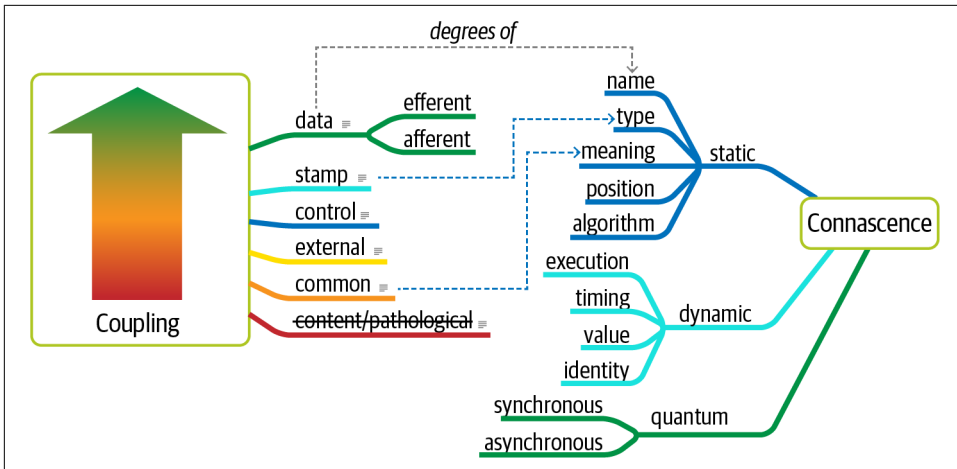 degrees of
data
efferent
afferent
stamp
control
external
common
content/pathological
Coupling
name
type
meaning
position
algorithm
static
execution
timing
value
identity
dynamic
synchronous
asynchronous
quantum
Connascence